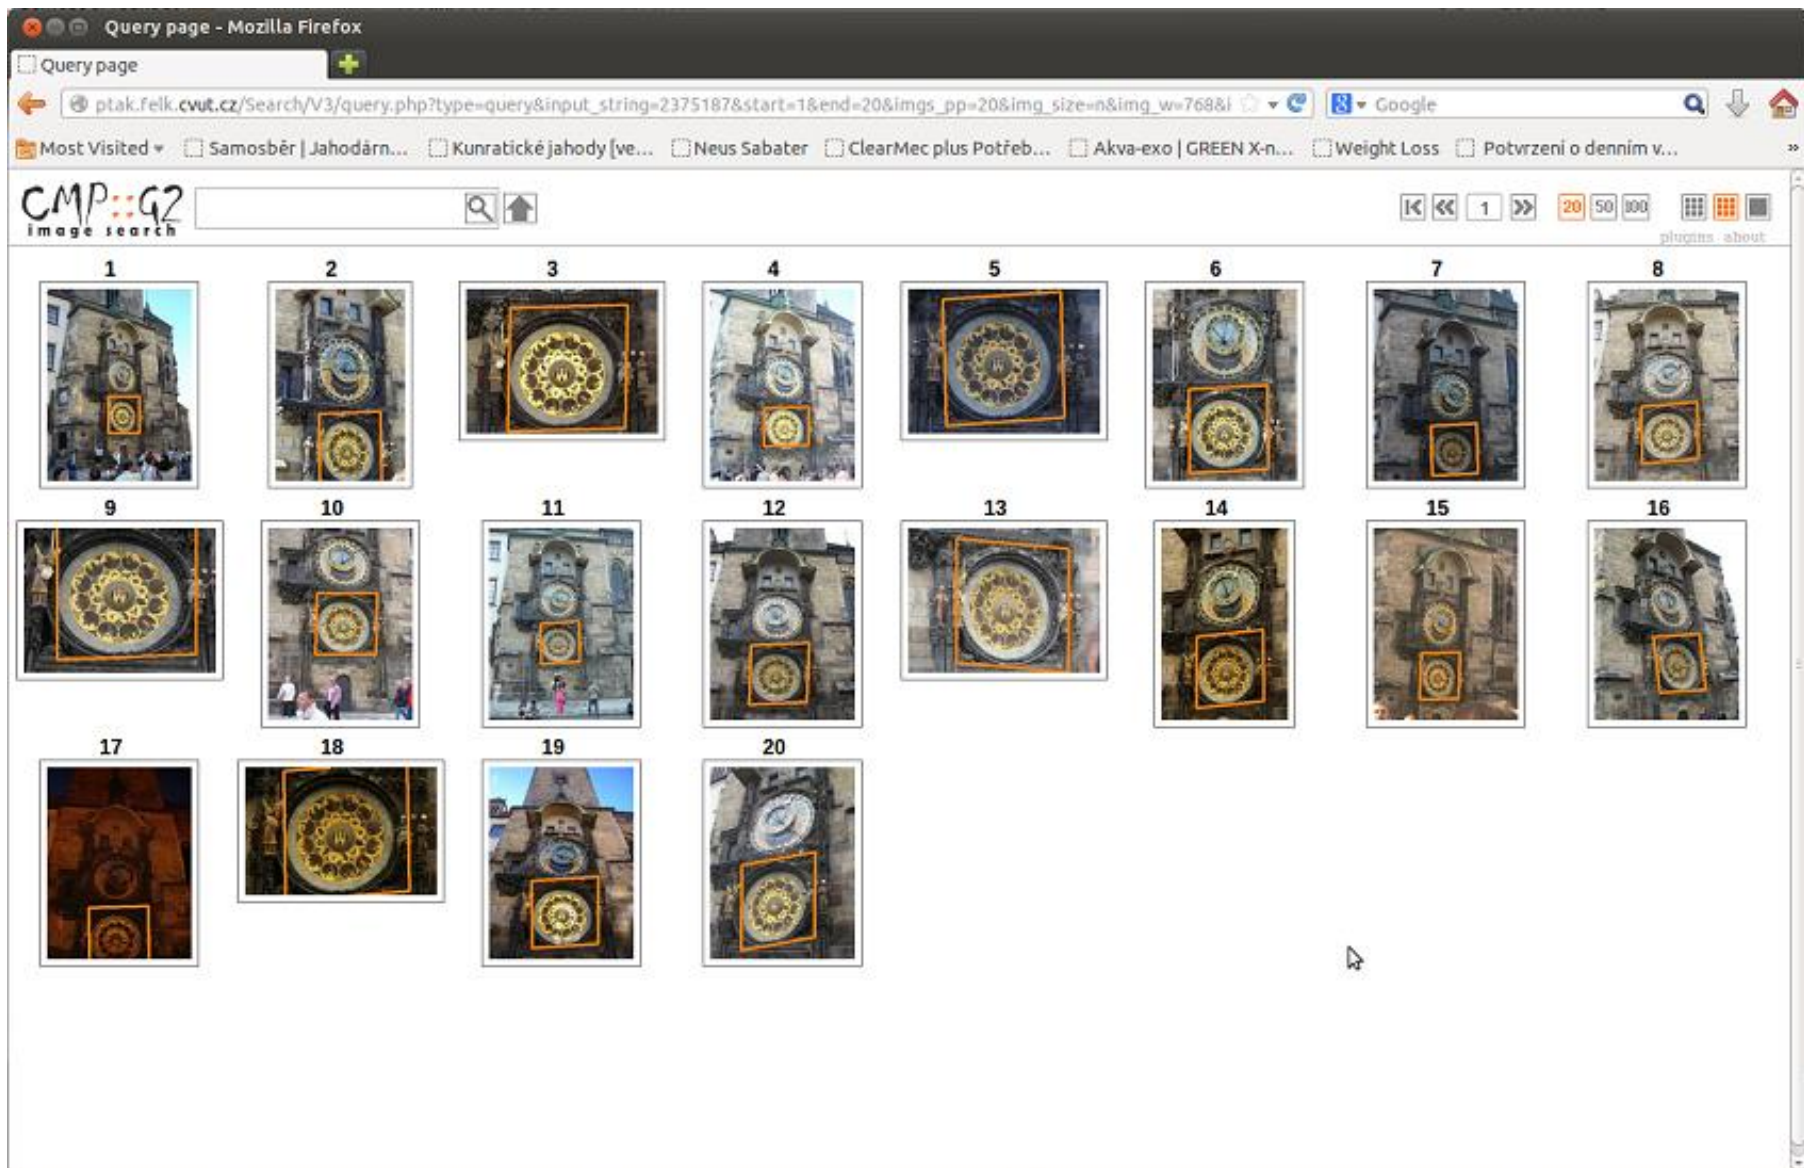 Query page - Mozilla Firefox
Query page
ptak.felk.cvut.cz/Search/V3/query.php?type=query&input_string=2375187&start=1&end=20&imgs_pp=20&img_size=n&img_w=768&i
Google
Most Visited Samosběr | Jahodárn... Kunratické jahody [ve... Neus Sabater ClearMec plus Potřeb... Akva-exo | GREEN X-n... Weight Loss Potvrzení o denním v... »
CMP::G2
image search
1 20 50 100
plugins about
1 2 3 4 5 6 7 8
9 10 11 12 13 14 15 16
17 18 19 20